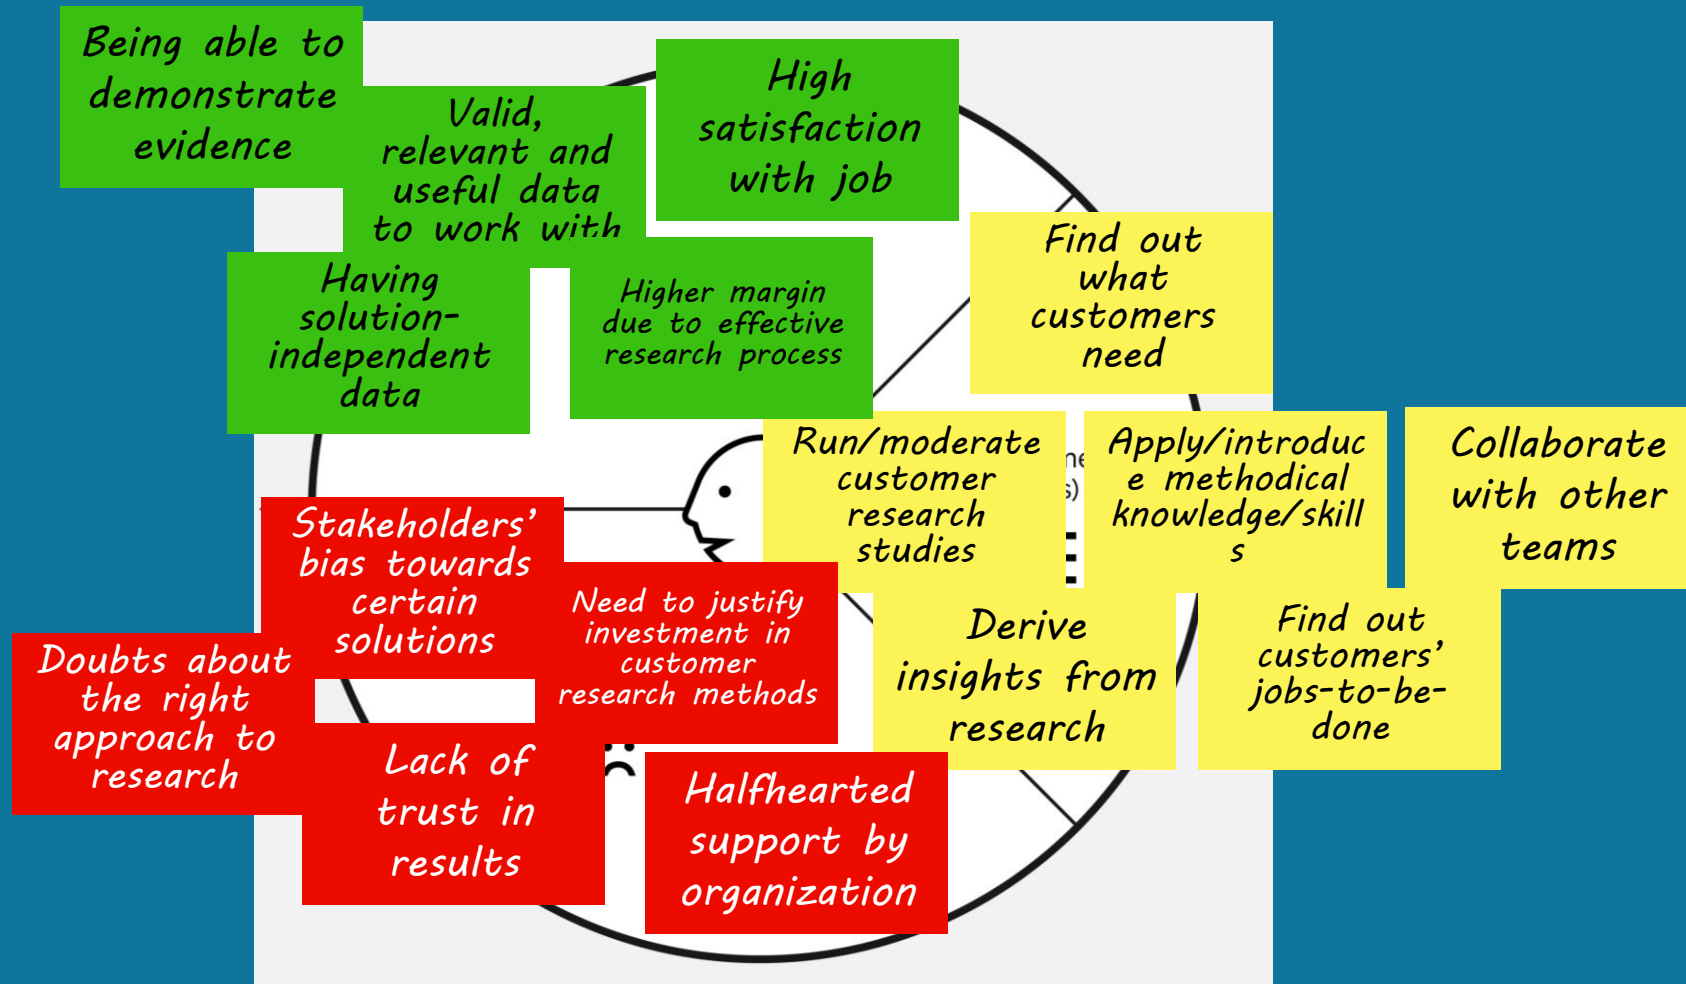 Being able to
demonstrate
evidence
Valid,
relevant and
useful data
to work with
High
satisfaction
with job
Having
solution-
independent
data
Higher margin
due to effective
research process
Find out
what
customers
need
Run/moderate
customer
research
studies
Apply/introduc
e methodical
knowledge/skill
s
Collaborate
with other
teams
Derive
insights from
research
Find out
customers'
jobs-to-be-
done
Stakeholders'
bias towards
certain
solutions
Need to justify
investment in
customer
research methods
Doubts about
the right
approach to
research
Lack of
trust in
results
Halfhearted
support by
organization